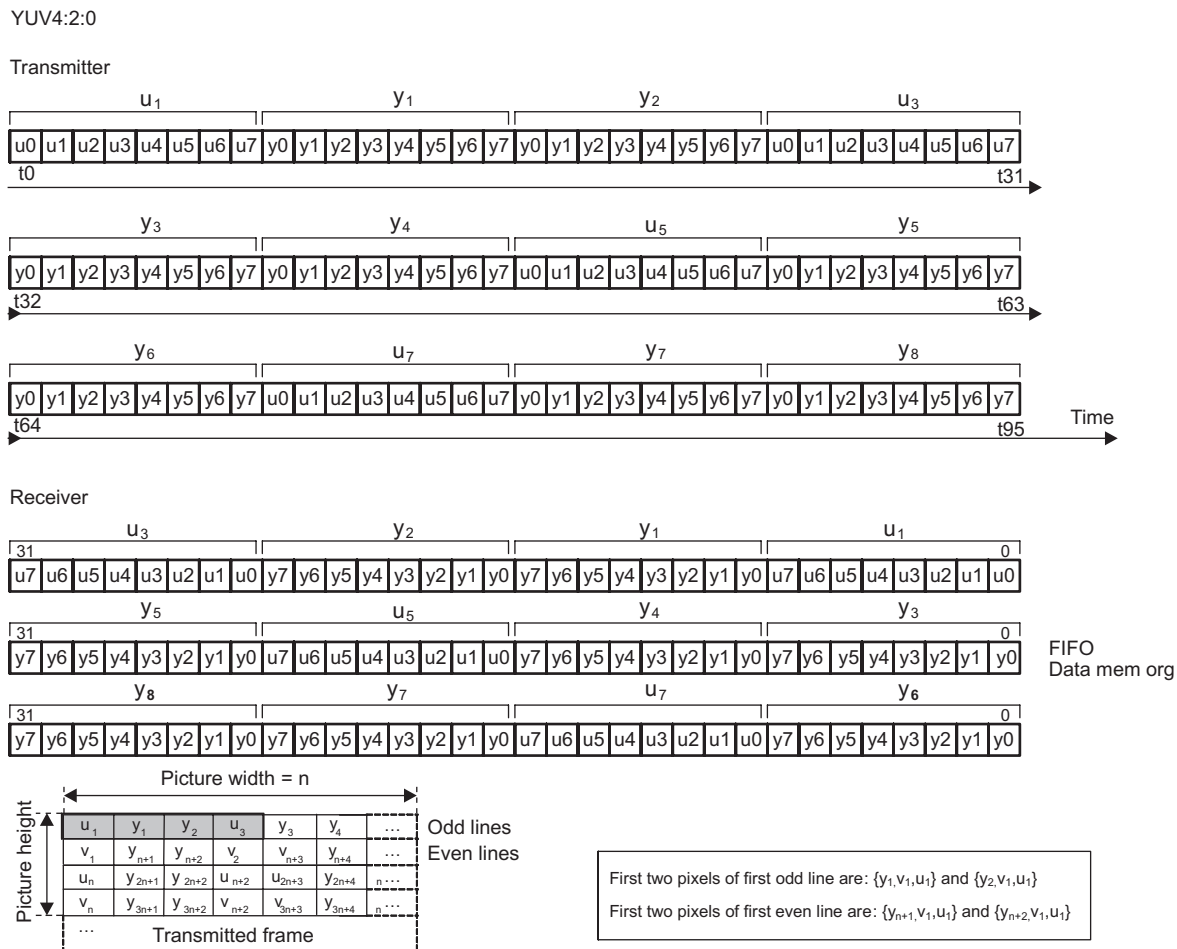 YUV4:2:0
Transmitter
u1 y1 y2 u3
u0 u1 u2 u3 u4 u5 u6 u7 y0 y1 y2 y3 y4 y5 y6 y7 y0 y1 y2 y3 y4 y5 y6 y7 u0 u1 u2 u3 u4 u5 u6 u7
t0 t31
y3 y4 u5 y5
y0 y1 y2 y3 y4 y5 y6 y7 y0 y1 y2 y3 y4 y5 y6 y7 u0 u1 u2 u3 u4 u5 u6 u7 y0 y1 y2 y3 y4 y5 y6 y7
t32 t63
y6 u7 y7 y8
y0 y1 y2 y3 y4 y5 y6 y7 u0 u1 u2 u3 u4 u5 u6 u7 y0 y1 y2 y3 y4 y5 y6 y7 y0 y1 y2 y3 y4 y5 y6 y7
t64 t95 Time
Receiver
u3 y2 y1 u1
31 0
u7 u6 u5 u4 u3 u2 u1 u0 y7 y6 y5 y4 y3 y2 y1 y0 y7 y6 y5 y4 y3 y2 y1 y0 u7 u6 u5 u4 u3 u2 u1 u0
y5 u5 y4 y3
31 0
y7 y6 y5 y4 y3 y2 y1 y0 u7 u6 u5 u4 u3 u2 u1 u0 y7 y6 y5 y4 y3 y2 y1 y0 y7 y6 y5 y4 y3 y2 y1 y0
FIFO
Data mem org
y8 y7 u7 y6
31 0
y7 y6 y5 y4 y3 y2 y1 y0 y7 y6 y5 y4 y3 y2 y1 y0 u7 u6 u5 u4 u3 u2 u1 u0 y7 y6 y5 y4 y3 y2 y1 y0
Picture width = n
Picture height
u1 y1 y2 u3 y3 y4 ... Odd lines
v1 yn+1 yn+2 v2 vn+3 yn+4 ... Even lines
un y2n+1 y2n+2 un+2 u2n+3 y2n+4 n ...
vn y3n+1 y3n+2 vn+2 v3n+3 y3n+4 n ...
... Transmitted frame
First two pixels of first odd line are: {y1,v1,u1} and {y2,v1,u1}
First two pixels of first even line are: {yn+1,v1,u1} and {yn+2,v1,u1}